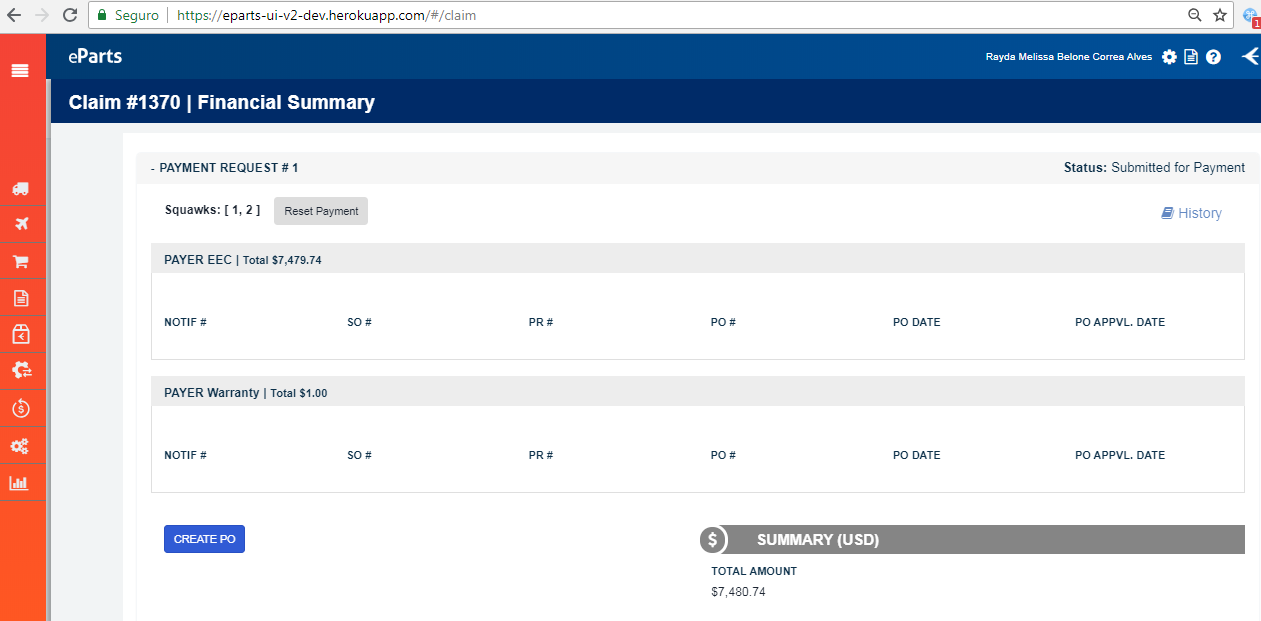 Seguro https://eparts-ui-v2-dev.herokuapp.com/#/claim
1
eParts
Rayda Melissa Belone Correa Alves
Claim #1370 | Financial Summary
- PAYMENT REQUEST # 1
Status: Submitted for Payment
Squawks: [ 1, 2 ] Reset Payment
History
PAYER EEC | Total $7,479.74
NOTIF # SO # PR # PO # PO DATE PO APPVL. DATE
PAYER Warranty | Total $1.00
NOTIF # SO # PR # PO # PO DATE PO APPVL. DATE
CREATE PO
$ SUMMARY (USD)
TOTAL AMOUNT
$7,480.74